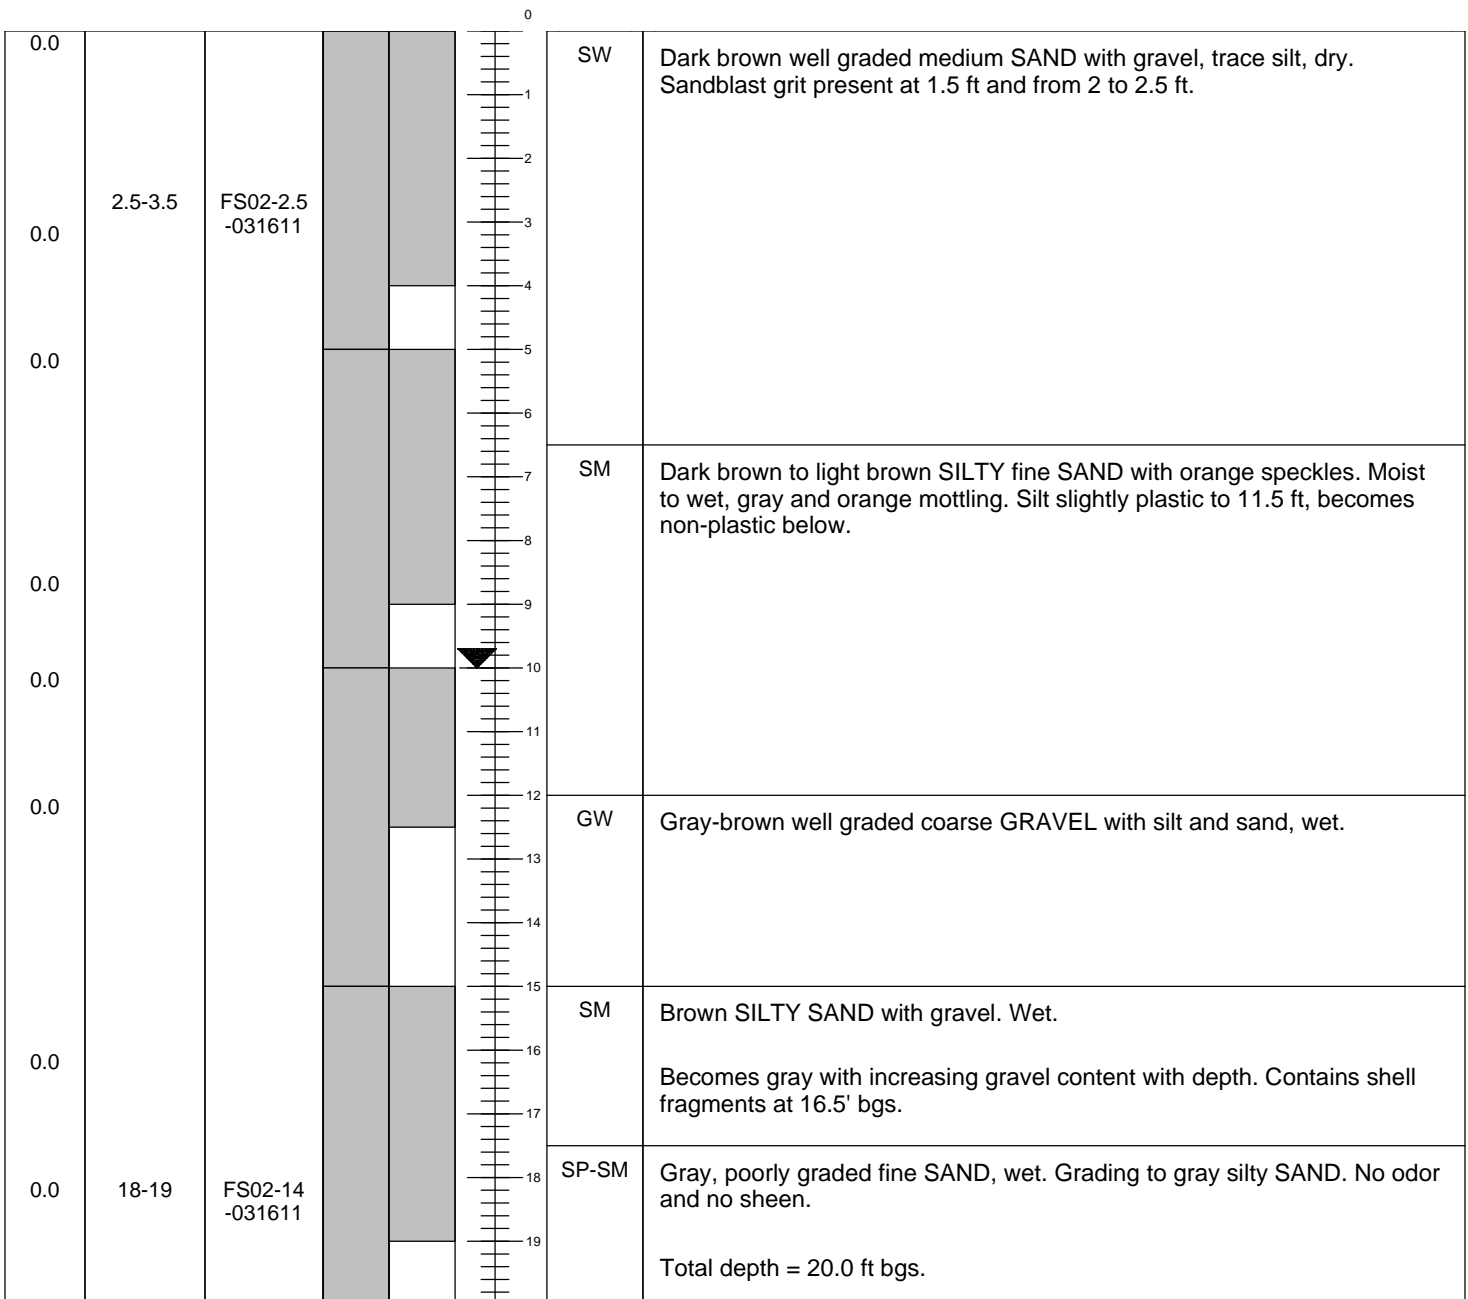 0
0.0
SW
Dark brown well graded medium SAND with gravel, trace silt, dry.
Sandblast grit present at 1.5 ft and from 2 to 2.5 ft.
1
2
2.5-3.5
FS02-2.5
-031611
0.0
3
4
5
0.0
6
SM
Dark brown to light brown SILTY fine SAND with orange speckles. Moist
to wet, gray and orange mottling. Silt slightly plastic to 11.5 ft, becomes
non-plastic below.
7
8
0.0
9
10
0.0
11
12
0.0
GW
Gray-brown well graded coarse GRAVEL with silt and sand, wet.
13
14
15
SM
Brown SILTY SAND with gravel. Wet.
16
0.0
Becomes gray with increasing gravel content with depth. Contains shell
fragments at 16.5' bgs.
17
SP-SM
Gray, poorly graded fine SAND, wet. Grading to gray silty SAND. No odor
and no sheen.
18
0.0
18-19
FS02-14
-031611
19
Total depth = 20.0 ft bgs.